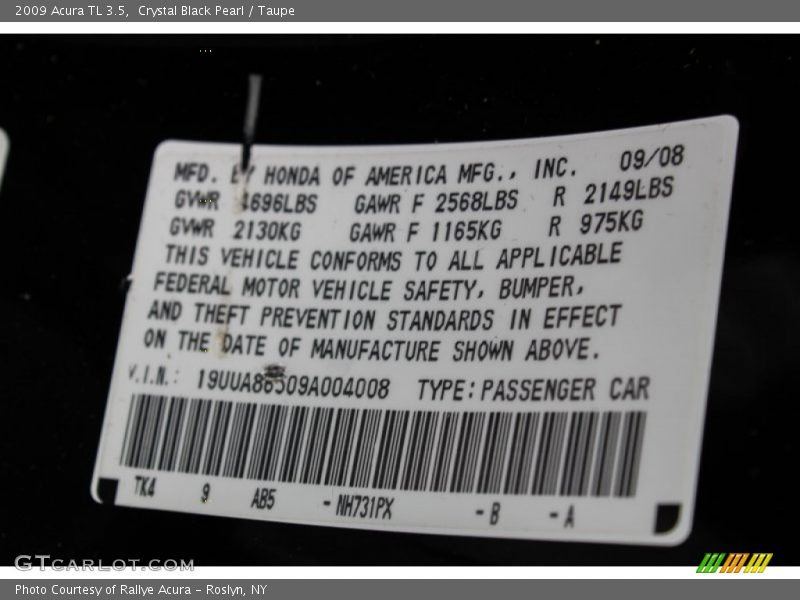 2009 Acura TL 3.5, Crystal Black Pearl / Taupe
MFD. BY HONDA OF AMERICA MFG., INC. 09/08
GVWR 4696LBS GAWR F 2568LBS R 2149LBS
GVWR 2130KG GAWR F 1165KG R 975KG
THIS VEHICLE CONFORMS TO ALL APPLICABLE
FEDERAL MOTOR VEHICLE SAFETY, BUMPER,
AND THEFT PREVENTION STANDARDS IN EFFECT
ON THE DATE OF MANUFACTURE SHOWN ABOVE.
V.I.N.: 19UUA86509A004008 TYPE: PASSENGER CAR
TK4 9 AB5 - NH731PX - B - A
GTcarlot.com
Photo Courtesy of Rallye Acura - Roslyn, NY